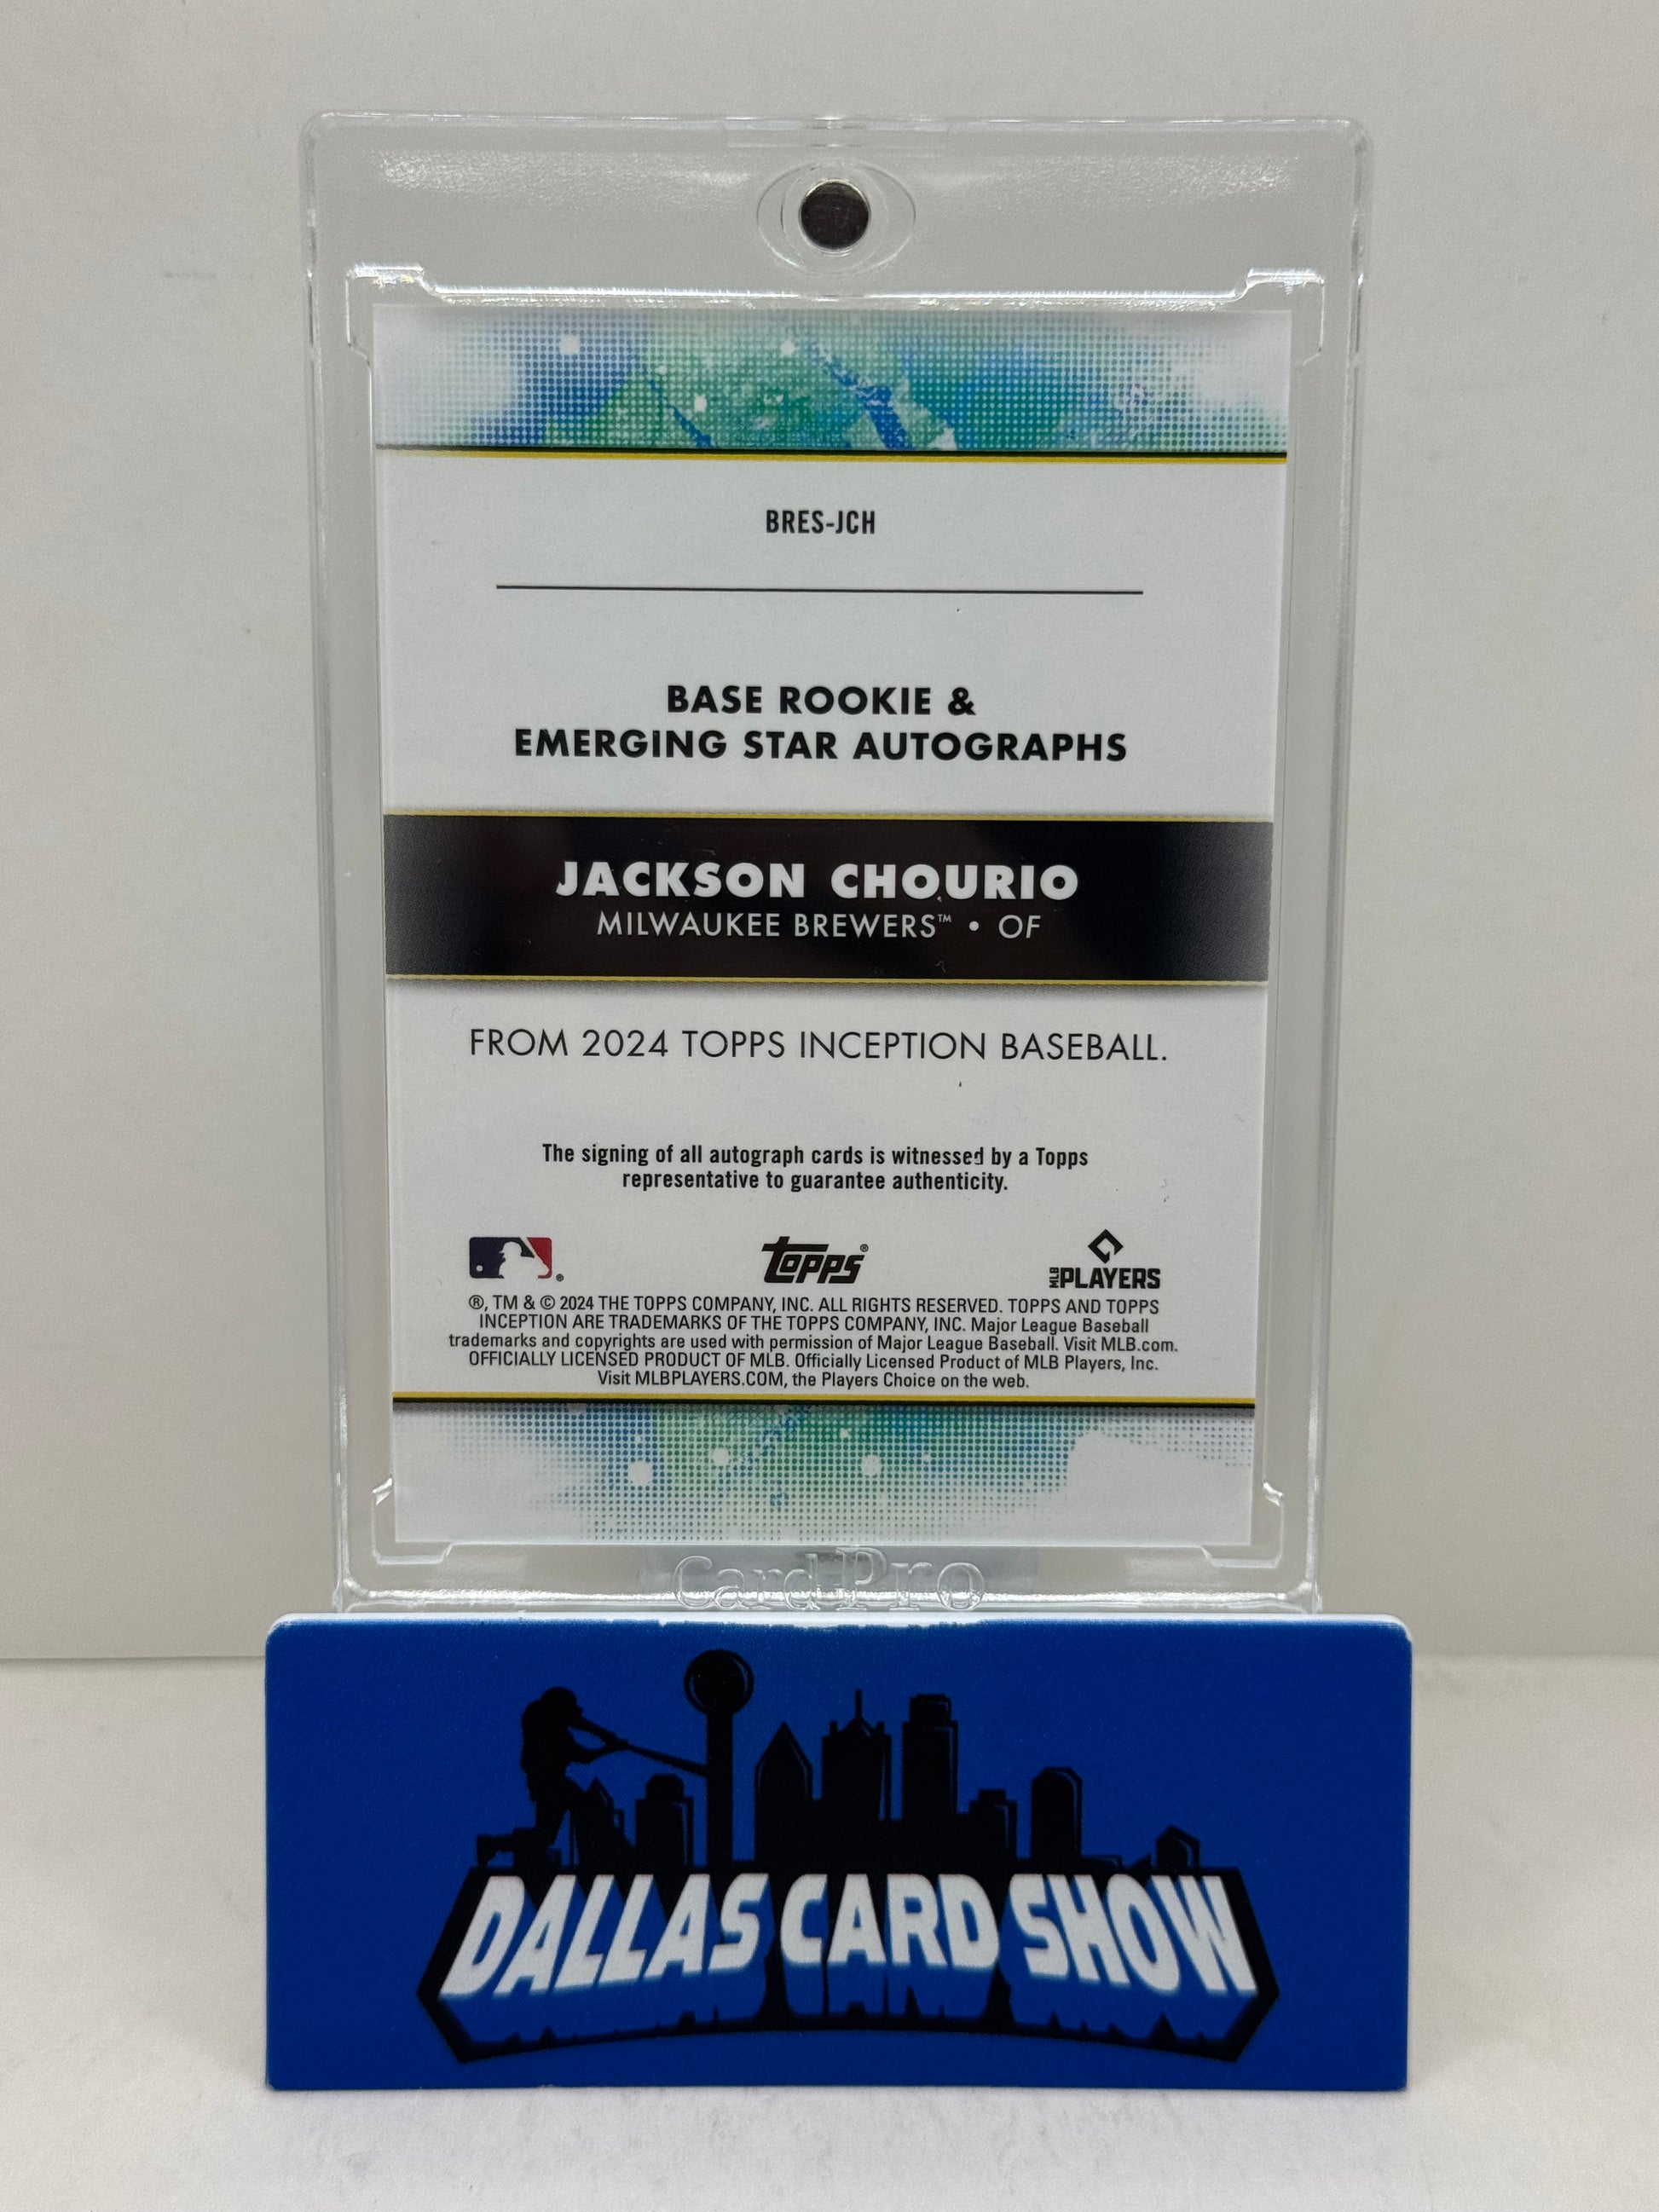 BRES-JCH
BASE ROOKIE &
EMERGING STAR AUTOGRAPHS
JACKSON CHOURIO
MILWAUKEE BREWERS™ • OF
FROM 2024 TOPPS INCEPTION BASEBALL.
The signing of all autograph cards is witnessed by a Topps
representative to guarantee authenticity.
® topps® MLB PLAYERS
®, TM & © 2024 THE TOPPS COMPANY, INC. ALL RIGHTS RESERVED. TOPPS AND TOPPS
INCEPTION ARE TRADEMARKS OF THE TOPPS COMPANY, INC. Major League Baseball
trademarks and copyrights are used with permission of Major League Baseball. Visit MLB.com.
OFFICIALLY LICENSED PRODUCT OF MLB. Officially Licensed Product of MLB Players, Inc.
Visit MLBPLAYERS.COM, the Players Choice on the web.
Card Pro
DALLAS CARD SHOW